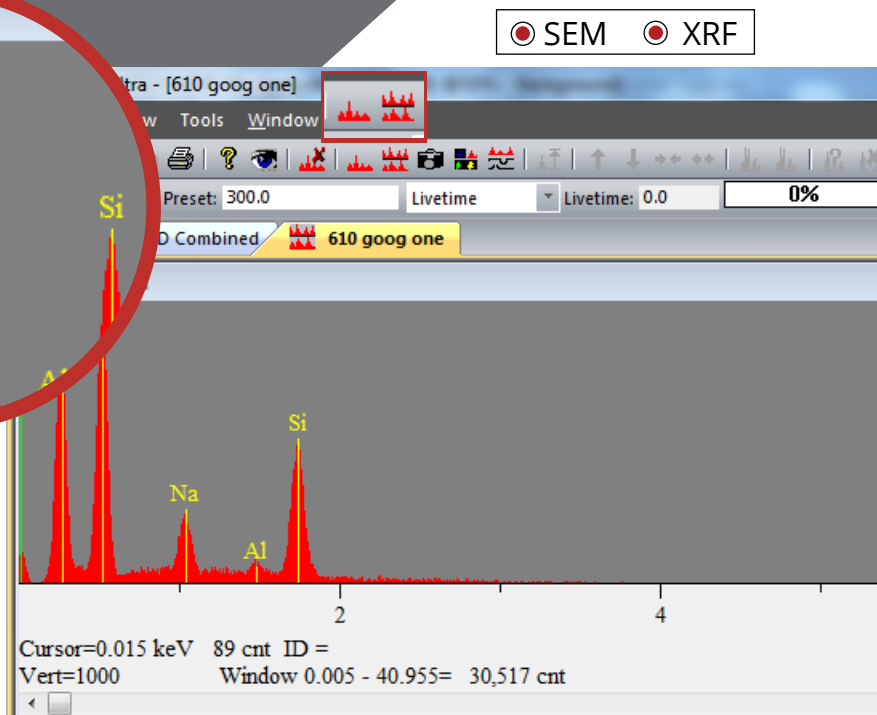 SEM XRF
tra - [610 goog one]
w Tools Window
Preset: 300.0 Livetime Livetime: 0.0 0%
D Combined 610 goog one
Si
Al
Si
Na
Al
2 4
Cursor=0.015 keV 89 cnt ID =
Vert=1000 Window 0.005 - 40.955= 30,517 cnt